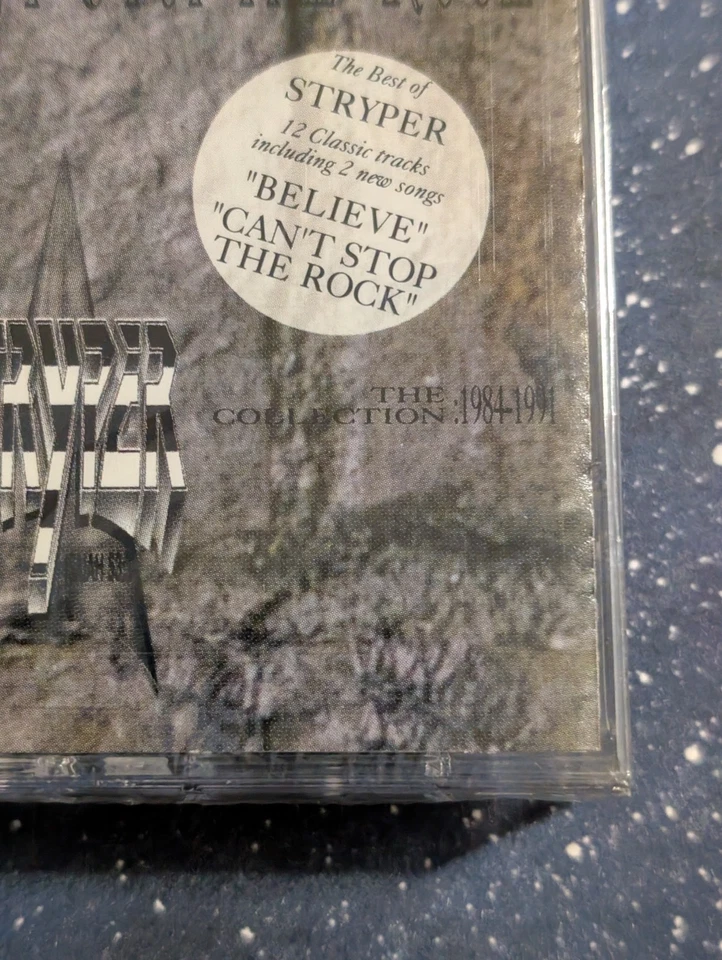 The Best of
STRYPER
12 Classic tracks
including 2 new songs
"BELIEVE"
"CAN'T STOP
THE ROCK"
THE
COLLECTION :1984-1991